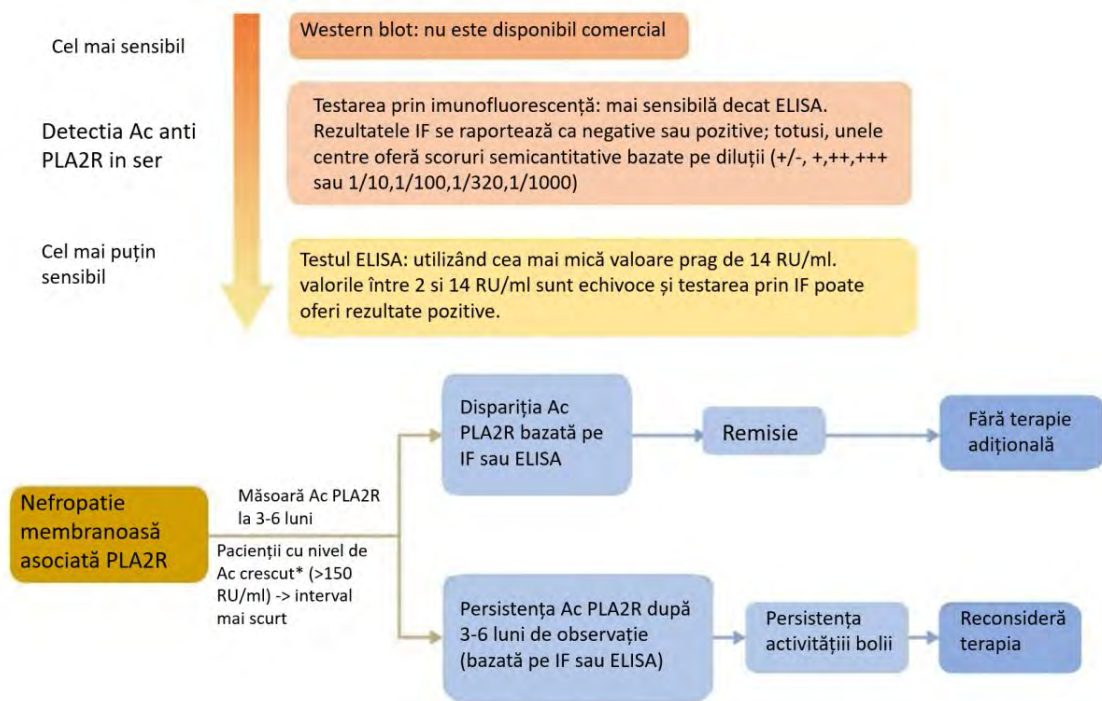 Cel mai sensibil
Western blot: nu este disponibil comercial
Detectia Ac anti
PLA2R in ser
Testarea prin imunofluorescență: mai sensibilă decat ELISA.
Rezultatele IF se raportează ca negative sau pozitive; totusi, unele
centre oferă scoruri semicantitative bazate pe diluții (+/-, +,++,+++
sau 1/10,1/100,1/320,1/1000)
Cel mai puțin
sensibil
Testul ELISA: utilizând cea mai mică valoare prag de 14 RU/ml.
valorile între 2 si 14 RU/ml sunt echivoce și testarea prin IF poate
oferi rezultate pozitive.
Nefropatie
membranoasă
asociată PLA2R
Măsoară Ac PLA2R
la 3-6 luni
Pacienții cu nivel de
Ac crescut* (>150
RU/ml) -> interval
mai scurt
Dispariția Ac
PLA2R bazată pe
IF sau ELISA
Remisie
Fără terapie
adițională
Persistența Ac PLA2R după
3-6 luni de observație
(bazată pe IF sau ELISA)
Persistența
activitățiii bolii
Reconsideră
terapia